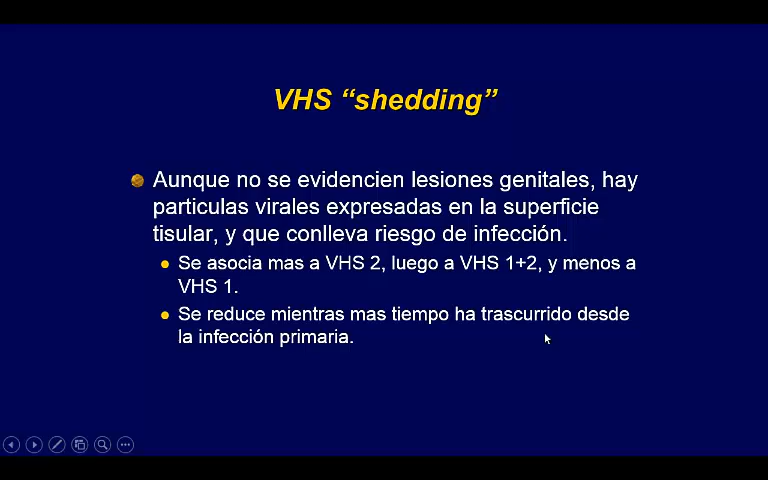 VHS “shedding”
Aunque no se evidencien lesiones genitales, hay
particulas virales expresadas en la superficie
tisular, y que conlleva riesgo de infección.
Se asocia mas a VHS 2, luego a VHS 1+2, y menos a
VHS 1.
Se reduce mientras mas tiempo ha trascurrido desde
la infección primaria.